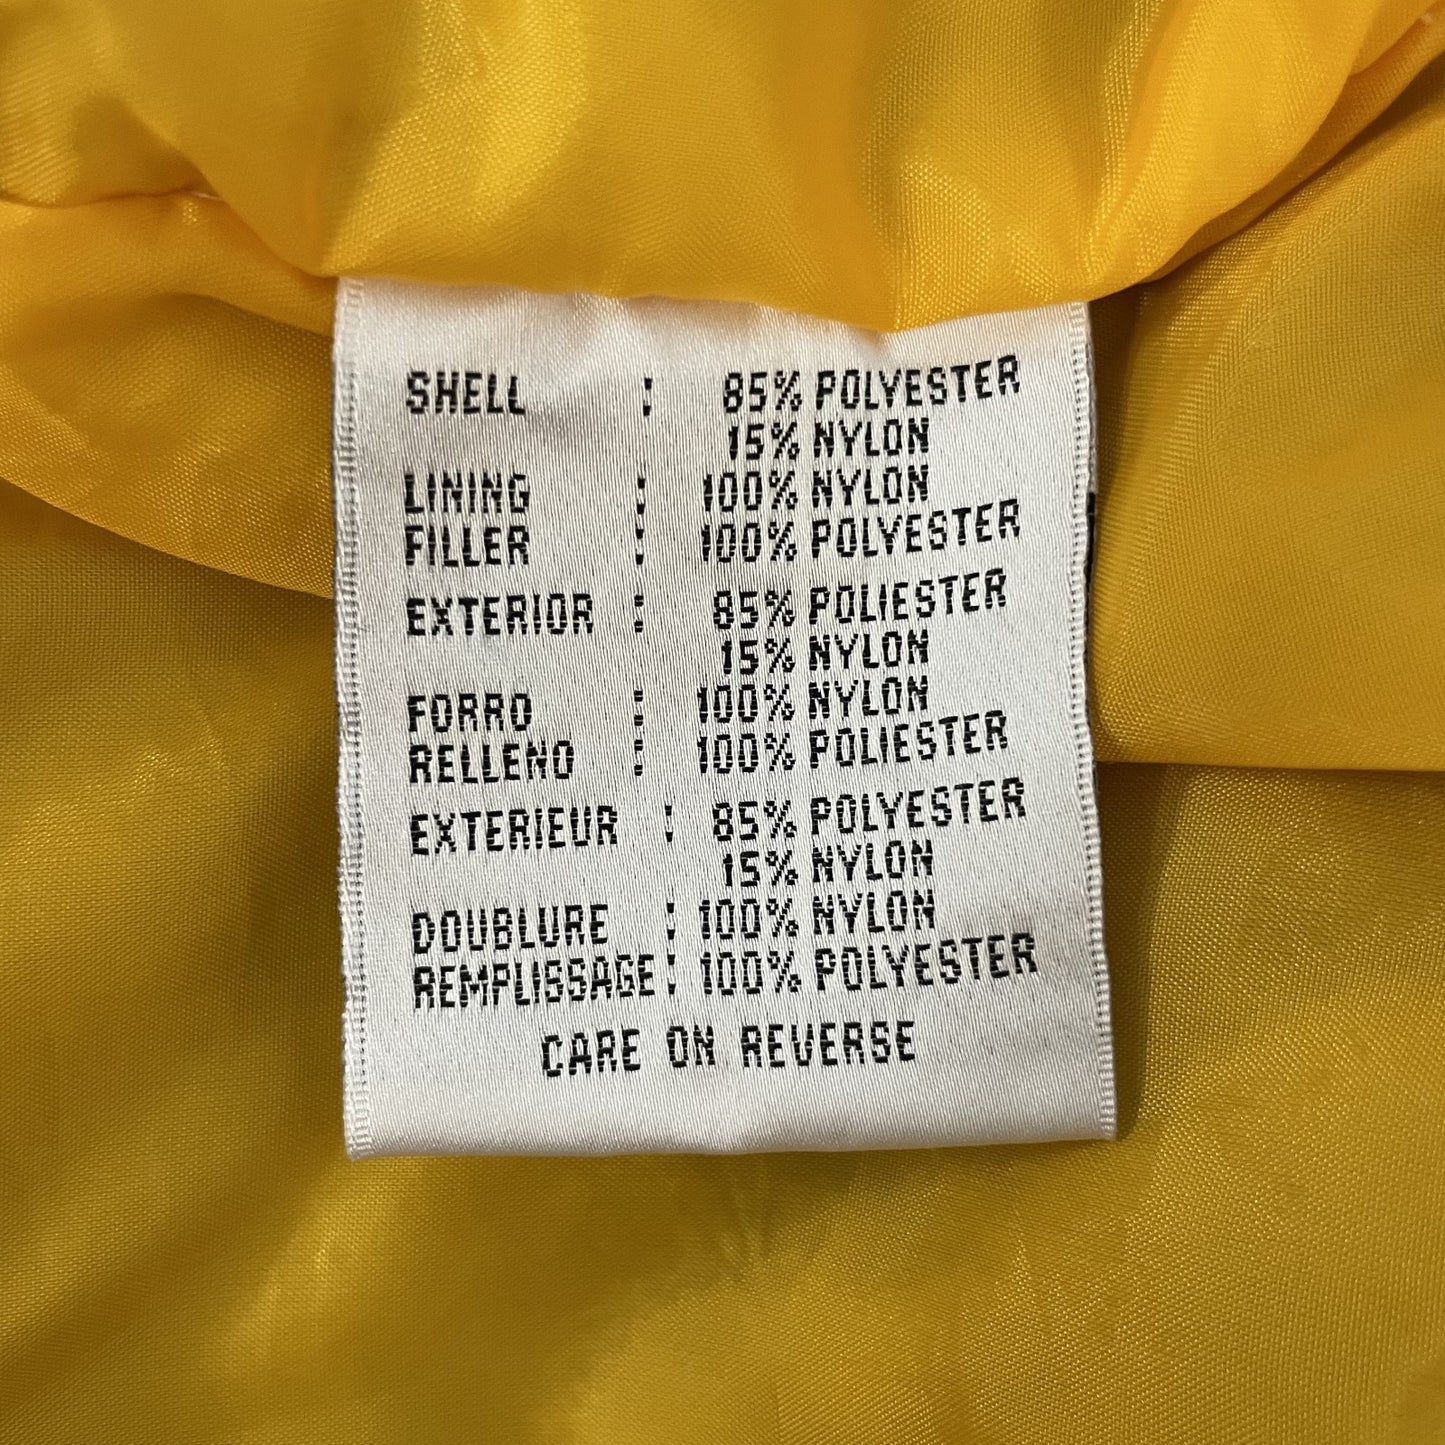 SHELL : 85% POLYESTER
15% NYLON
LINING : 100% NYLON
FILLER : 100% POLYESTER
EXTERIOR : 85% POLIESTER
15% NYLON
FORRO : 100% NYLON
RELLENO : 100% POLIESTER
EXTERIEUR : 85% POLYESTER
15% NYLON
DOUBLURE : 100% NYLON
REMPLISSAGE : 100% POLYESTER
CARE ON REVERSE